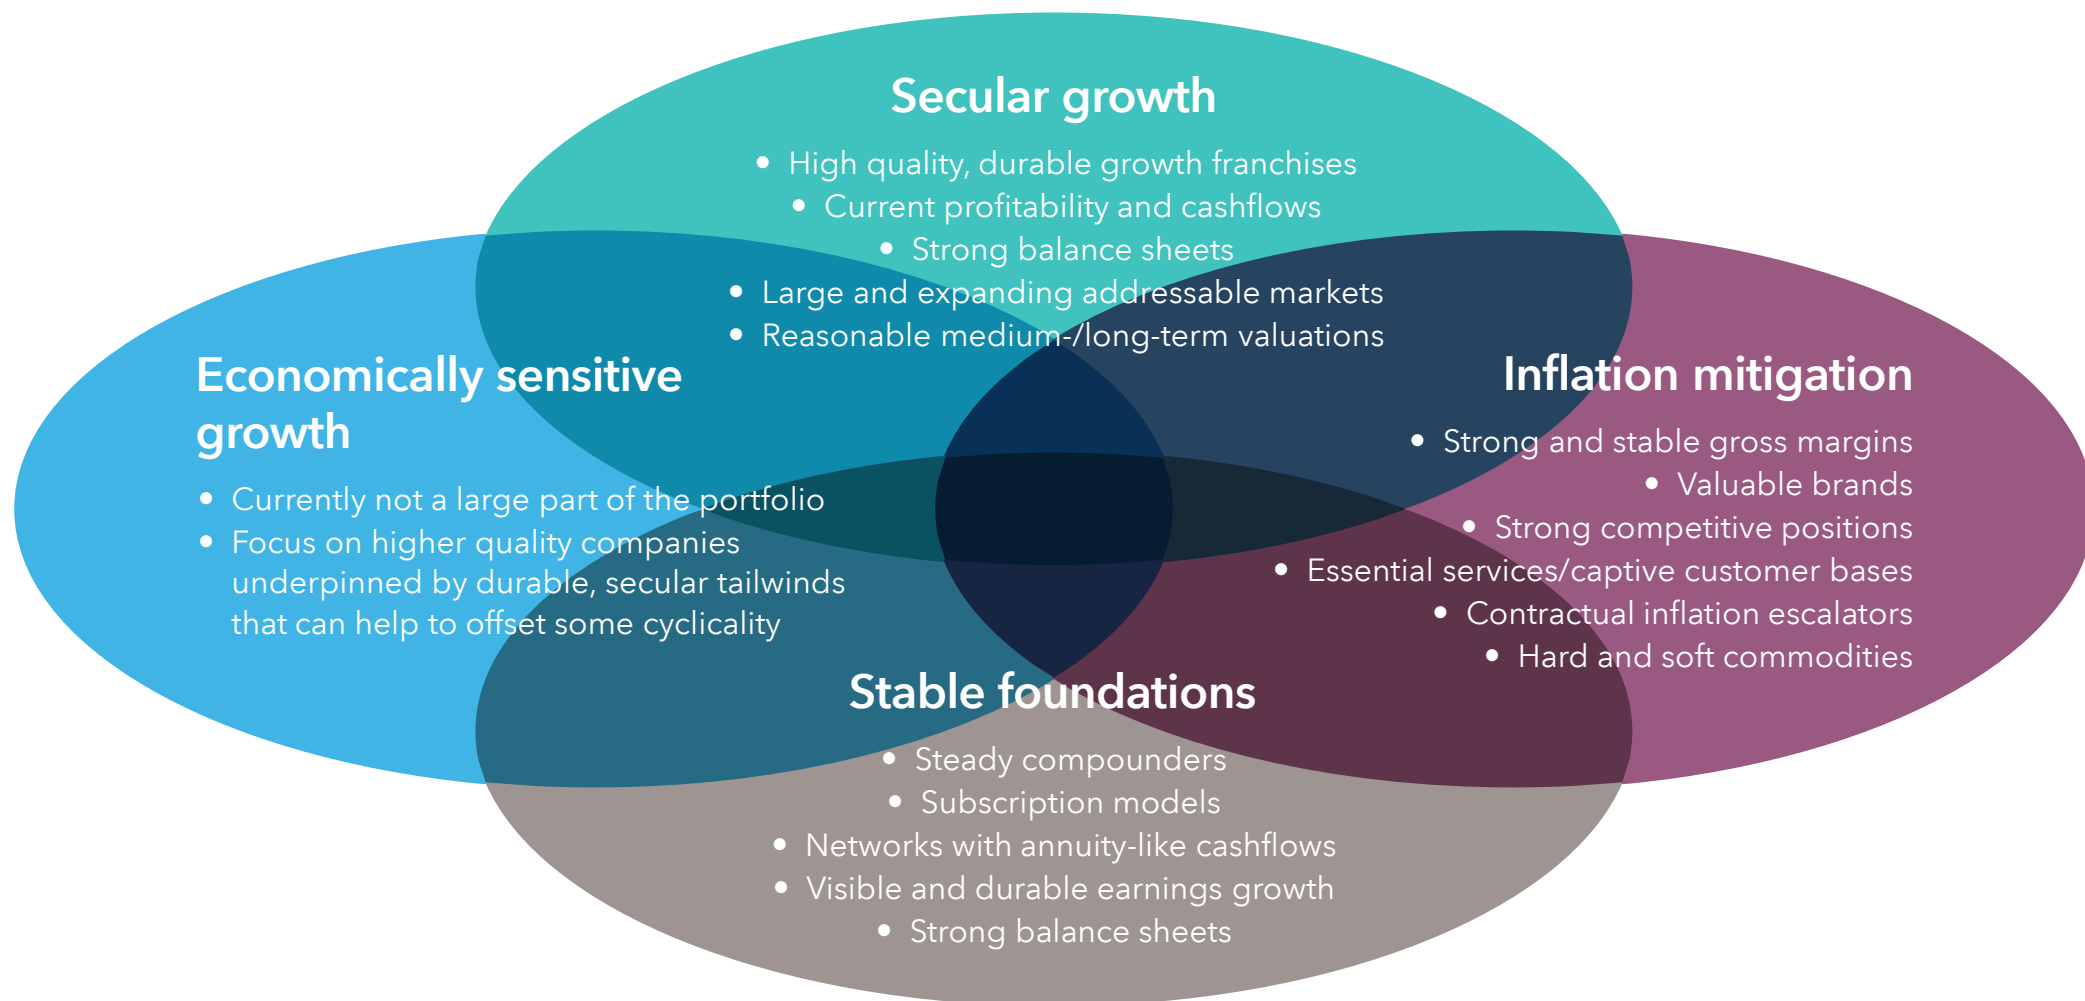 Secular growth
• High quality, durable growth franchises
• Current profitability and cashflows
• Strong balance sheets
• Large and expanding addressable markets
• Reasonable medium-/long-term valuations
Economically sensitive
growth
• Currently not a large part of the portfolio
• Focus on higher quality companies
underpinned by durable, secular tailwinds
that can help to offset some cyclicality
Inflation mitigation
• Strong and stable gross margins
• Valuable brands
• Strong competitive positions
• Essential services/captive customer bases
• Contractual inflation escalators
• Hard and soft commodities
Stable foundations
• Steady compounders
• Subscription models
• Networks with annuity-like cashflows
• Visible and durable earnings growth
• Strong balance sheets